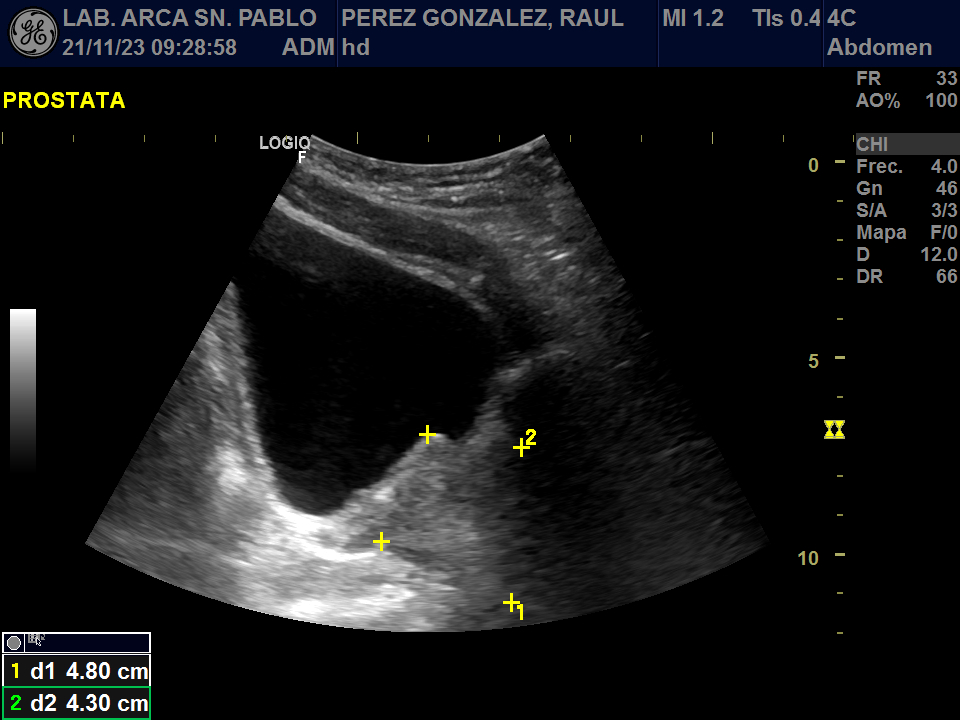 LAB. ARCA SN. PABLO
21/11/23 09:28:58 ADM
PEREZ GONZALEZ, RAUL
hd
MI 1.2 TIs 0.4
4C
Abdomen
FR 33
AO% 100
PROSTATA
LOGIQ
F
CHI
Frec. 4.0
Gn 46
S/A 3/3
Mapa F/0
D 12.0
DR 66
0
5
10
2
1
1 d1 4.80 cm
2 d2 4.30 cm